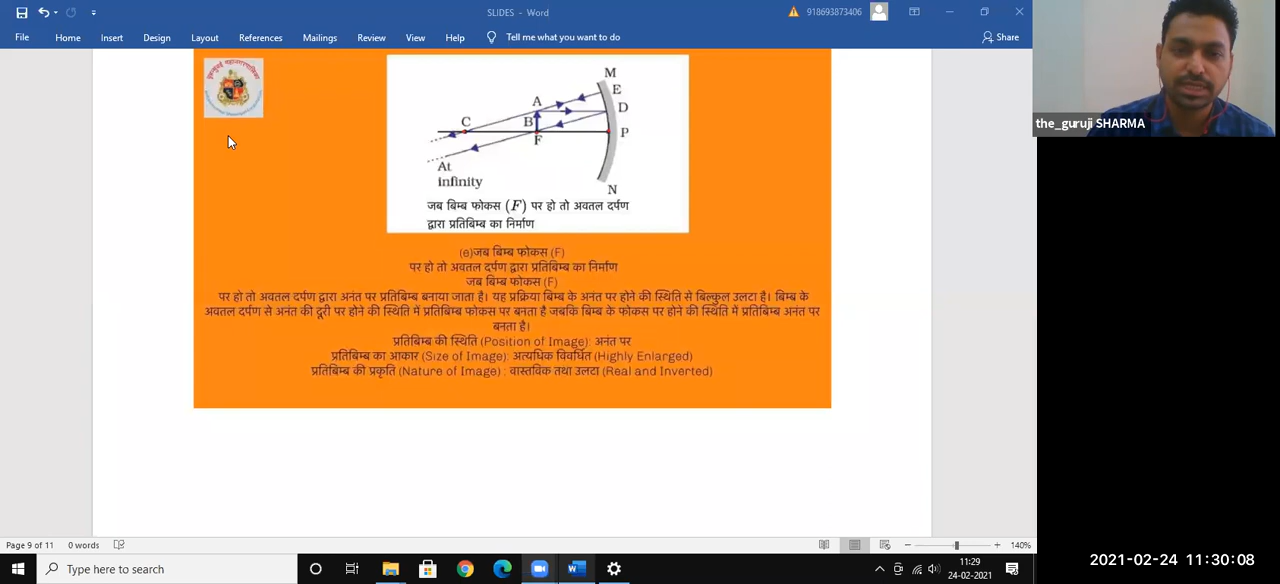 SLIDES - Word
918693873406
File Home Insert Design Layout References Mailings Review View Help Tell me what you want to do Share
the_guruji SHARMA
M
E
A
D
C
B
P
F
At
infinity
N
जब बिम्ब फोकस (F) पर हो तो अवतल दर्पण
द्वारा प्रतिबिम्ब का निर्माण
(e)जब बिम्ब फोकस (F)
पर हो तो अवतल दर्पण द्वारा प्रतिबिम्ब का निर्माण
जब बिम्ब फोकस (F)
पर हो तो अवतल दर्पण द्वारा अनंत पर प्रतिबिम्ब बनाया जाता है। यह प्रक्रिया बिम्ब के अनंत पर होने की स्थिति से बिल्कुल उलटा है। बिम्ब के
अवतल दर्पण से अनंत की दूरी पर होने की स्थिति में प्रतिबिम्ब फोकस पर बनता है जबकि बिम्ब के फोकस पर होने की स्थिति में प्रतिबिम्ब अनंत पर
बनता है।
प्रतिबिम्ब की स्थिति (Position of Image): अनंत पर
प्रतिबिम्ब का आकार (Size of Image): अत्यधिक विवर्धित (Highly Enlarged)
प्रतिबिम्ब की प्रकृति (Nature of Image) : वास्तविक तथा उलटा (Real and Inverted)
Page 9 of 11 0 words
140%
Type here to search
11:29
24-02-2021
2021-02-24 11:30:08